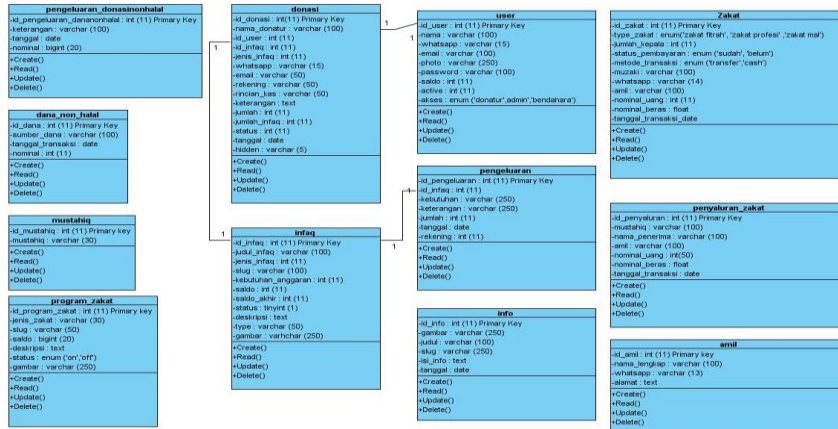 pengeluaran_donasinonhalal
-id_pengeluaran_dananonhalal : int (11) Primary Key
-keterangan : varchar (100)
-tanggal : date
-nominal : bigint (20)
+Create()
+Read()
+Update()
+Delete()
dana_non_halal
-id_dana : int (11) Primary Key
-sumber_dana : varchar (100)
-tanggal_transaksi : date
-nominal : int (11)
+Create()
+Read()
+Update()
+Delete()
mustahiq
-id_mustahiq : int (11) Primary key
-mustahiq : varchar (30)
+Create()
+Read()
+Update()
+Delete()
program_zakat
-id_program_zakat : int (11) Primary key
-jenis_zakat : varchar (30)
-slug : varchar (50)
-saldo : bigint (20)
-deskripsi : text
-status : enum ('on','off')
-gambar : varchar (250)
+Create()
+Read()
+Update()
+Delete()
donasi
-id_donasi : int(11) Primary Key
-nama_donatur : varchar (100)
-id_user : int (11)
-id_infaq : int (11)
-jenis_infaq : int (11)
-whatsapp : varchar (15)
-email : varchar (50)
-rekening : varchar (50)
-rincian_kas : varchar (50)
-keterangan : text
-jumlah : int (11)
-jumlah_infaq : int (11)
-status : int (11)
-tanggal : date
-hidden : varchar (5)
+Create()
+Read()
+Update()
+Delete()
infaq
-id_infaq : int (11) Primary Key
-judul_infaq : varchar (100)
-jenis_infaq : int (11)
-slug : varchar (100)
-kebutuhan_anggaran : int (11)
-saldo : int (11)
-saldo_akhir : int (11)
-status : tinyint (1)
-deskripsi : text
-type : varchar (50)
-gambar : varhchar (250)
+Create()
+Read()
+Update()
+Delete()
user
-id_user : int (11) Primary Key
-nama : varchar (100)
-whatsapp : varchar (15)
-email : varchar (100)
-photo : varchar (250)
-password : varchar (100)
-saldo : int (11)
-active : int (11)
-akses : enum ('donatur',admin','bendahara)
+Create()
+Read()
+Update()
+Delete()
pengeluaran
-id_pengeluaran : int (11) Primary Key
-id_infaq : int (11)
-kebutuhan : varchar (250)
-keterangan : varchar (250)
-jumlah : int (11)
-tanggal : date
-rekening : int (11)
+Create()
+Read()
+Update()
+Delete()
info
-id_info : int (11) Primary Key
-gambar : varchar (250)
-judul : varchar (100)
-slug : varchar (250)
-isi_info : text
-tanggal : date
+Create()
+Read()
+Update()
+Delete()
Zakat
-id_zakat : int (11) Primary Key
-type_zakat : enum('zakat fitrah', 'zakat profesi' ,'zakat mal')
-jumlah_kepala : int (11)
-status_pembayaran : enum ('sudah', 'belum')
-metode_transaksi : enum ('transfer','cash')
-muzaki : varchar (100)
-whatsapp : varchar (14)
-amil : varchar (100)
-nominal_uang : int (11)
-nominal_beras : float
-tanggal_transaksi_date
+Create()
+Read()
+Update()
+Delete()
penyaluran_zakat
-id_penyaluran : int (11) Primary Key
-mustahiq : varchar (100)
-nama_penerima : varchar (100)
-amil : varchar (100)
-nominal_uang : int(50)
-nominal_beras : float
-tanggal_transaksi : date
+Create()
+Read()
+Update()
+Delete()
amil
-id_amil : int (11) Primary key
-nama_lengkap : varchar (100)
-whatsapp : varchar (13)
-alamat : text
+Create()
+Read()
+Update()
+Delete()
1
1
1
1
1
1